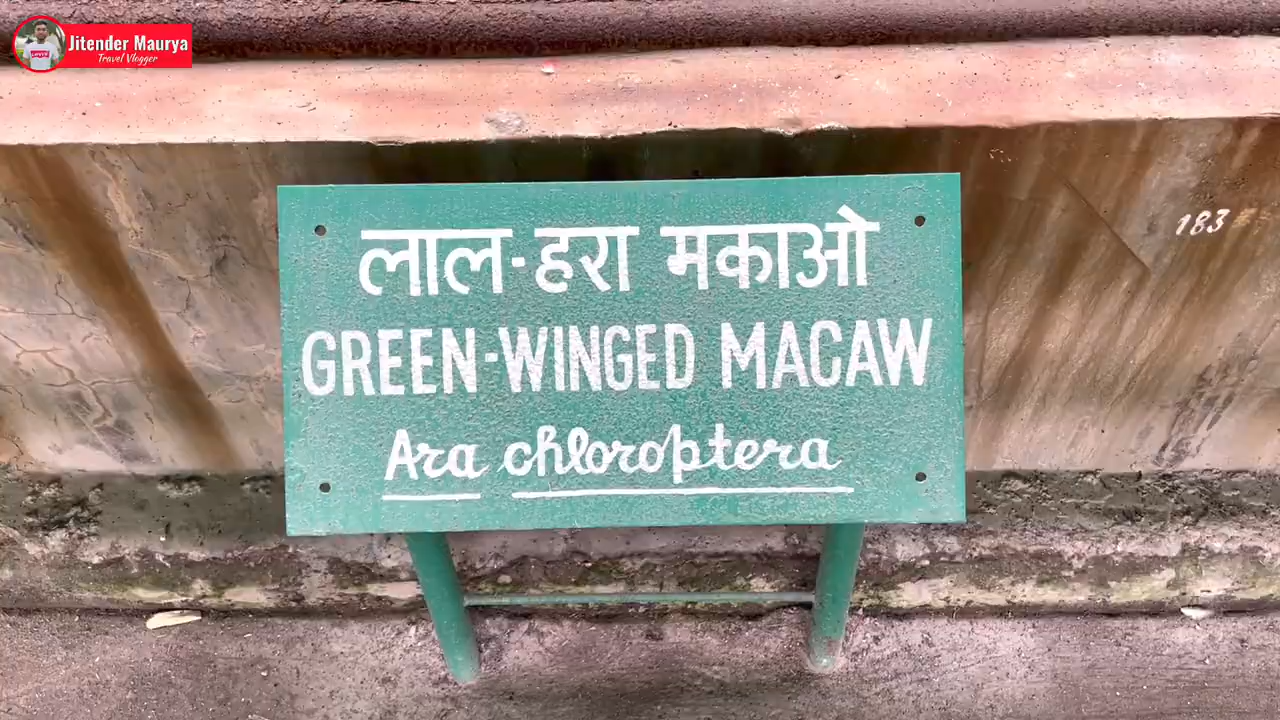 Jitender Maurya
Travel Vlogger
लाल-हरा मकाओ
183
GREEN-WINGED MACAW
Ara chloroptera